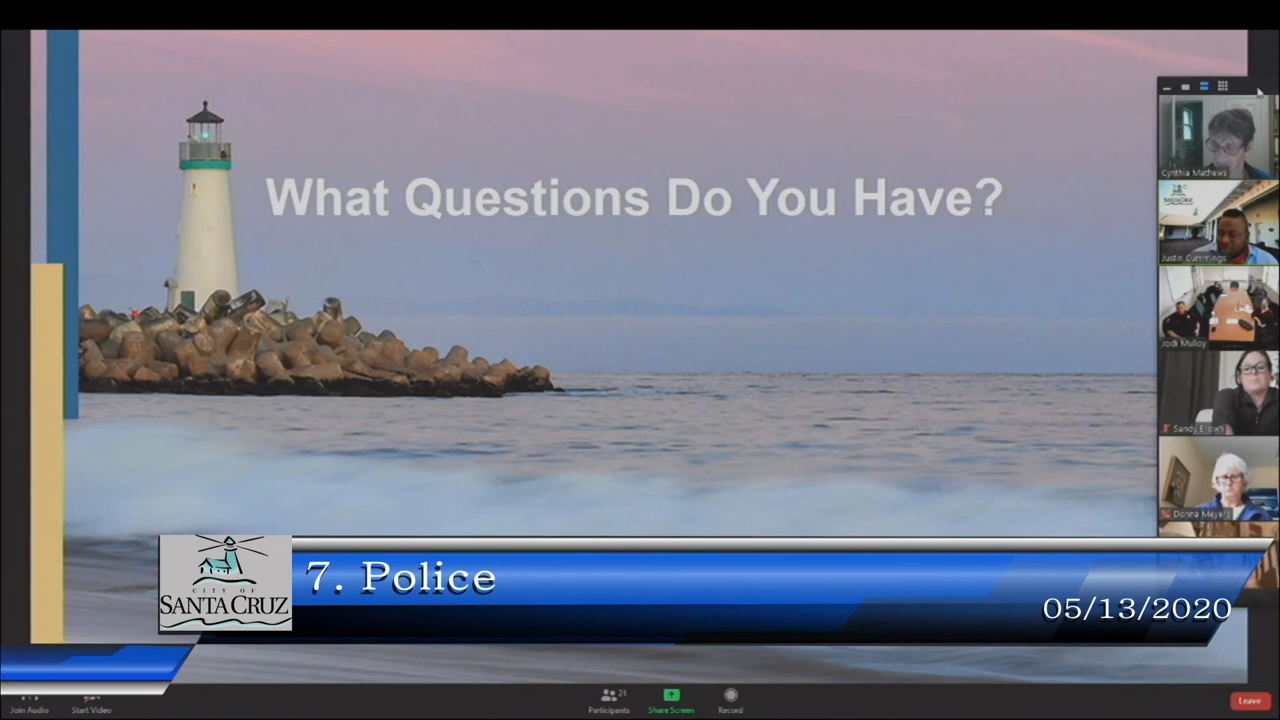 What Questions Do You Have?
Cynthia Mathews
Justin Cummings
Jodi Mulloy
Sandy Brown
Donna Meyers
CITY OF
SANTA CRUZ
7. Police
05/13/2020
Join Audio
Start Video
21
Participants
Share Screen
Record
Leave